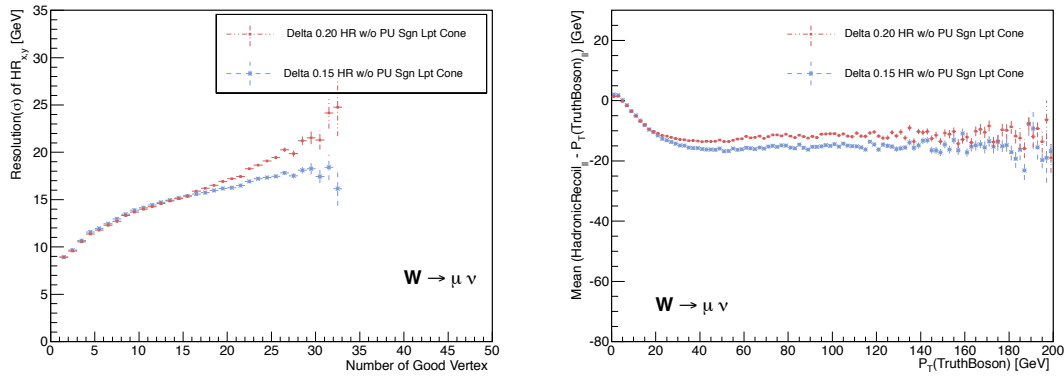 Resolution(σ) of HR x,y [GeV]
35
30
25
20
15
10
5
0
Delta 0.20 HR w/o PU Sgn Lpt Cone
Delta 0.15 HR w/o PU Sgn Lpt Cone
W → μ ν
0 5 10 15 20 25 30 35 40 45 50
Number of Good Vertex
Mean (HadronicRecoil|| - PT(TruthBoson)||) [GeV]
20
0
-20
-40
-60
-80
Delta 0.20 HR w/o PU Sgn Lpt Cone
Delta 0.15 HR w/o PU Sgn Lpt Cone
W → μ ν
0 20 40 60 80 100 120 140 160 180 200
PT(TruthBoson) [GeV]